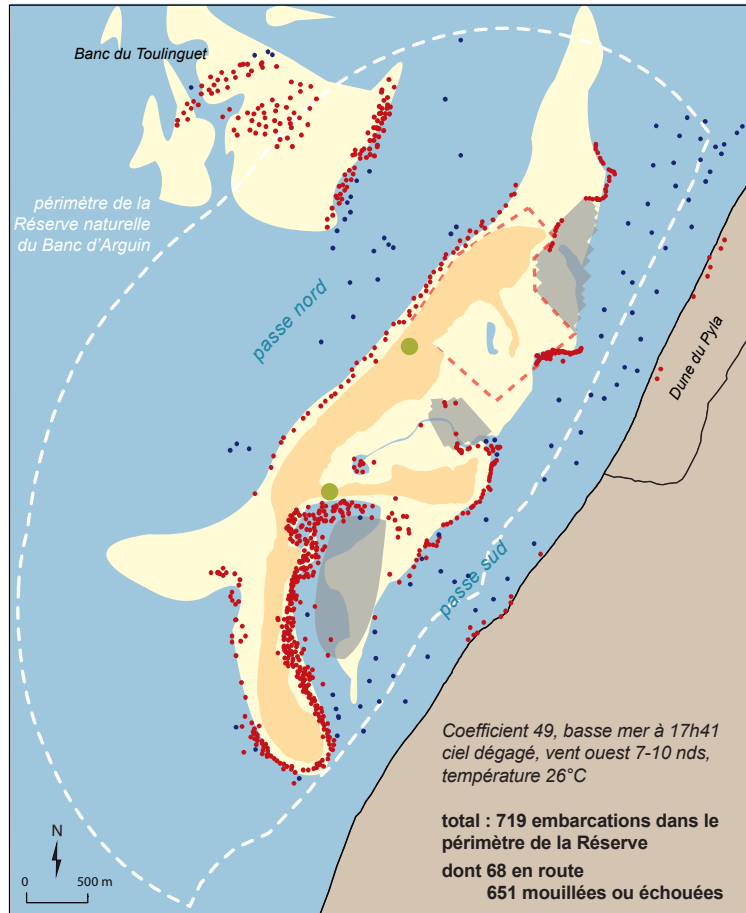 Banc du Toulinguet
périmètre de la
Réserve naturelle
du Banc d'Arguin
passe nord
Dune du Pyla
passe sud
Coefficient 49, basse mer à 17h41
ciel dégagé, vent ouest 7-10 nds,
température 26°C
total : 719 embarcations dans le
périmètre de la Réserve
dont 68 en route
651 mouillées ou échouées
N
0 500 m